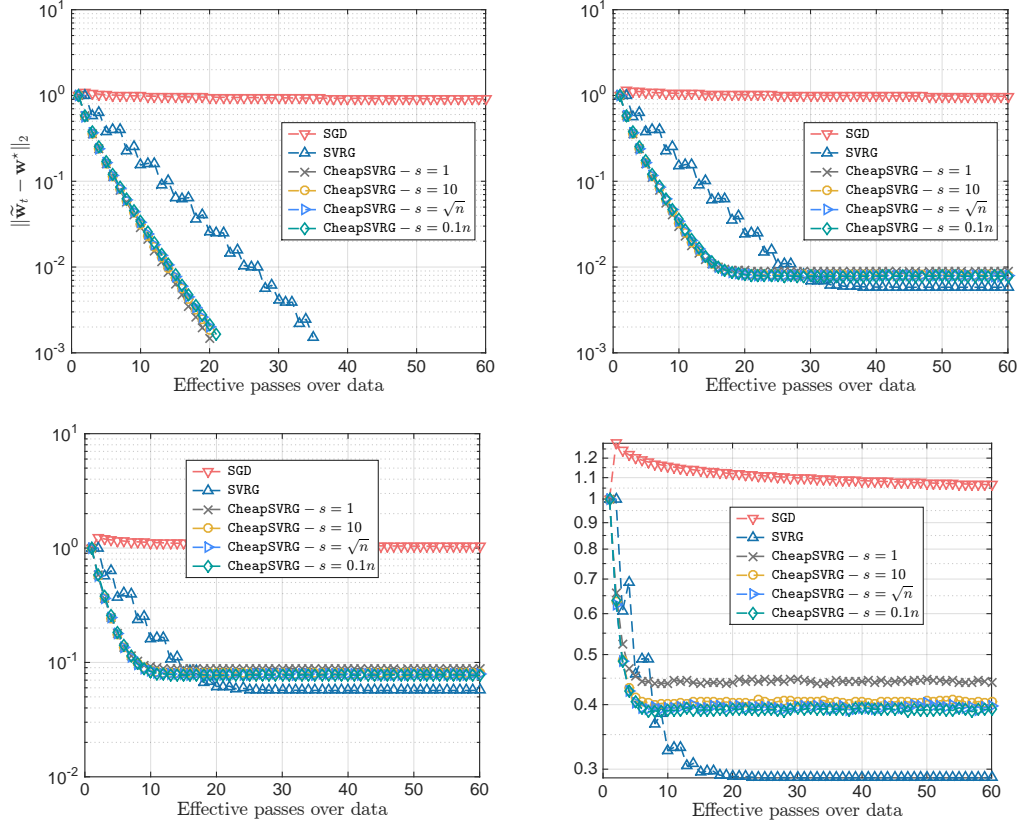 10^1
10^0
10^-1
10^-2
10^-3
‖w̃_t − w^⋆‖_2
SGD
SVRG
CheapSVRG − s = 1
CheapSVRG − s = 10
CheapSVRG − s = √n
CheapSVRG − s = 0.1n
0 10 20 30 40 50 60
Effective passes over data
10^1
10^0
10^-1
10^-2
10^-3
SGD
SVRG
CheapSVRG − s = 1
CheapSVRG − s = 10
CheapSVRG − s = √n
CheapSVRG − s = 0.1n
0 10 20 30 40 50 60
Effective passes over data
10^1
10^0
10^-1
10^-2
SGD
SVRG
CheapSVRG − s = 1
CheapSVRG − s = 10
CheapSVRG − s = √n
CheapSVRG − s = 0.1n
0 10 20 30 40 50 60
Effective passes over data
1.2
1.1
1
0.9
0.8
0.7
0.6
0.5
0.4
0.3
SGD
SVRG
CheapSVRG − s = 1
CheapSVRG − s = 10
CheapSVRG − s = √n
CheapSVRG − s = 0.1n
0 10 20 30 40 50 60
Effective passes over data